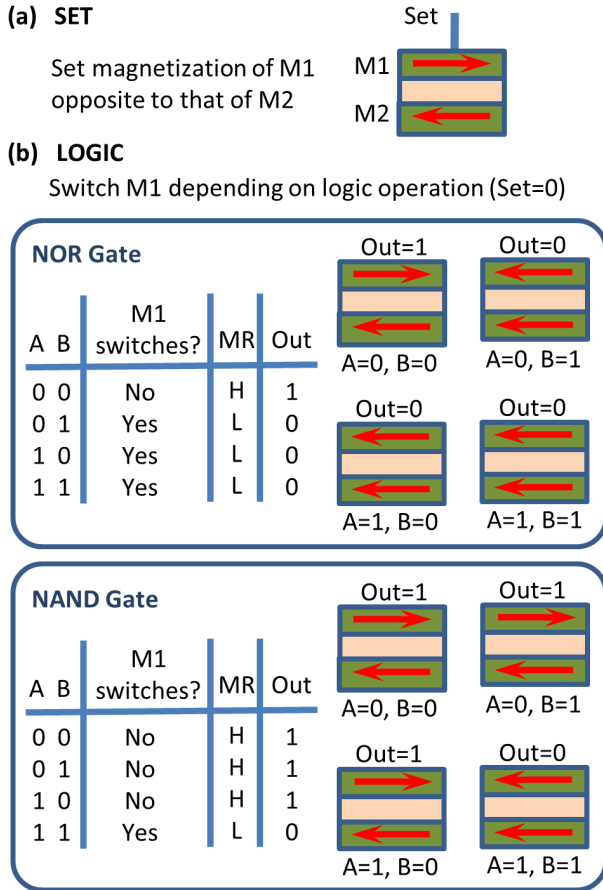 (a) SET
Set
Set magnetization of M1
opposite to that of M2
M1
M2
(b) LOGIC
Switch M1 depending on logic operation (Set=0)
NOR Gate
A B M1 switches? MR Out
0 0 No H 1
0 1 Yes L 0
1 0 Yes L 0
1 1 Yes L 0
Out=1
Out=0
A=0, B=0
A=0, B=1
Out=0
Out=0
A=1, B=0
A=1, B=1
NAND Gate
A B M1 switches? MR Out
0 0 No H 1
0 1 No H 1
1 0 No H 1
1 1 Yes L 0
Out=1
Out=1
A=0, B=0
A=0, B=1
Out=1
Out=0
A=1, B=0
A=1, B=1